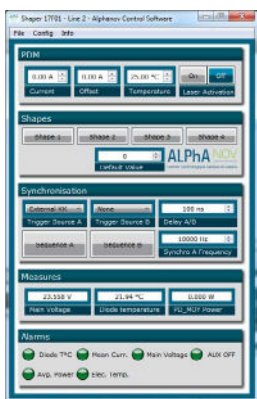 Shaper 17F01 - Line 2 - Alphanov Control Software
File Config Info
PDM
0.00 A 0.00 A 25.00 °C On Off
Current Offset Temperature Laser Activation
Shapes
Shape 1 Shape 2 Shape 3 Shape 4
0 ALPhANOV
Default Value
Synchronisation
External KK None 100 ns
Trigger Source A Trigger Source B Delay A/B
Sequence A Sequence B 10000 Hz
Synchro A Frequency
Measures
23.558 V 21.94 °C 0.000 W
Main Voltage Diode temperature PD_MOY Power
Alarms
Diode T°C Mean Curr. Main Voltage AUX OFF
Avg. Power Elec. Temp.